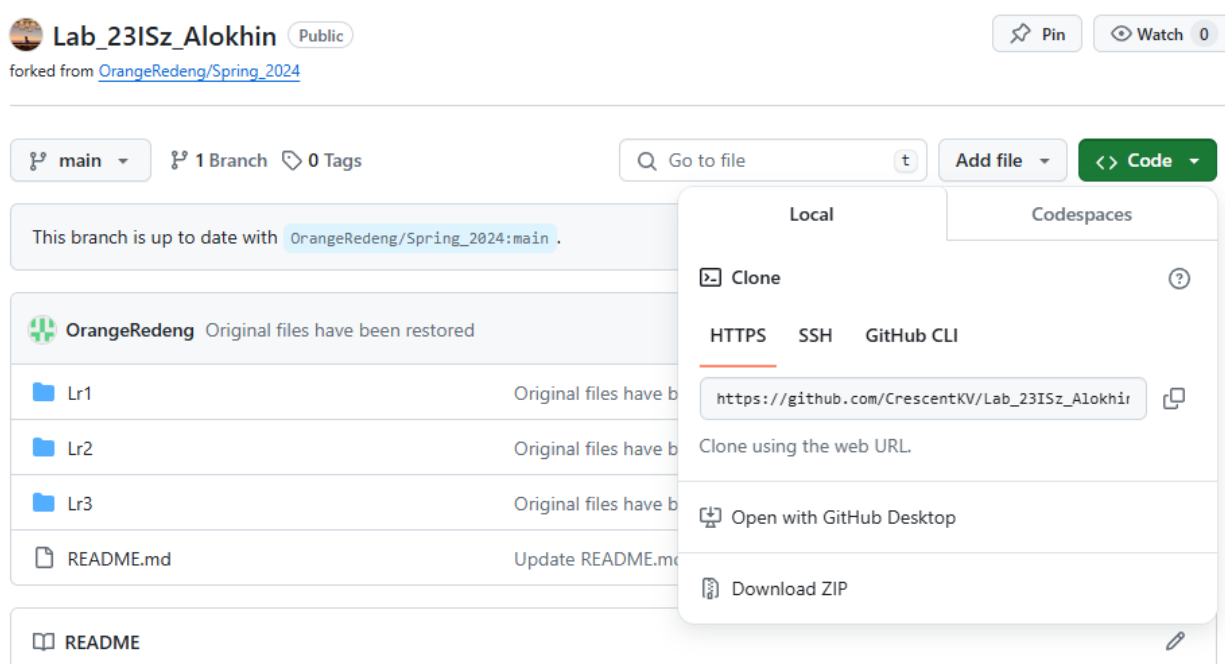 Lab_23ISz_Alokhin Public Pin Watch 0
forked from OrangeRedeng/Spring_2024
main 1 Branch 0 Tags Go to file t Add file <> Code
Local Codespaces
This branch is up to date with OrangeRedeng/Spring_2024:main .
Clone
OrangeRedeng Original files have been restored
HTTPS SSH GitHub CLI
Lr1 Original files have b
https://github.com/CrescentKV/Lab_23ISz_Alokhin
Lr2 Original files have b
Clone using the web URL.
Lr3 Original files have b
Open with GitHub Desktop
README.md Update README.md
Download ZIP
README